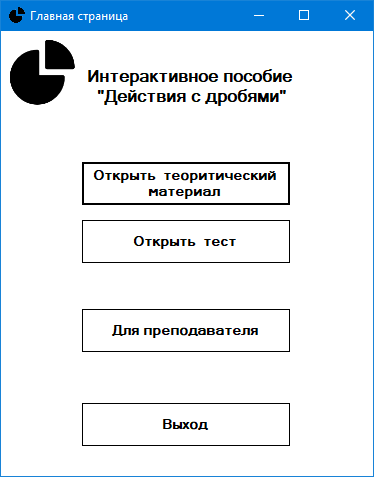 Главная страница
Интерактивное пособие
"Действия с дробями"
Открыть теоритический
материал
Открыть тест
Для преподавателя
Выход